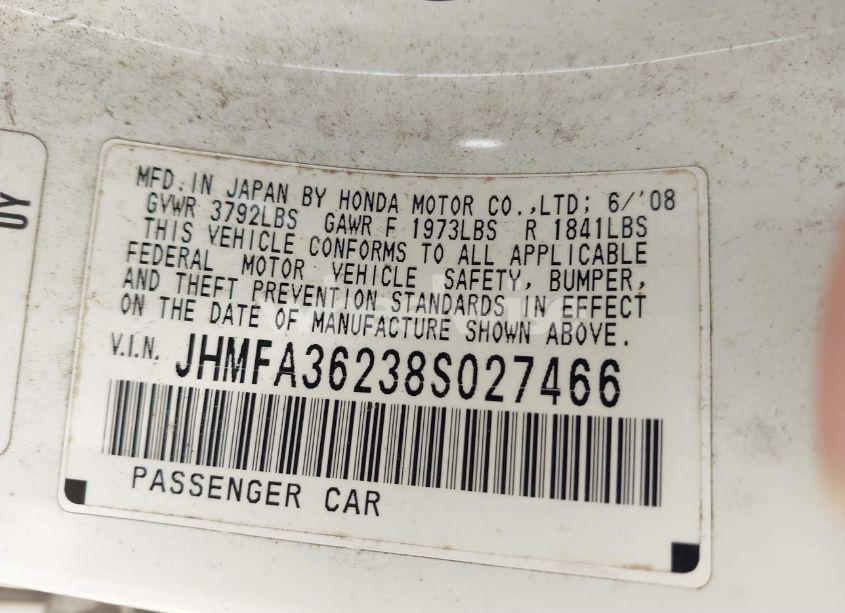 DY
MFD. IN JAPAN BY HONDA MOTOR CO.,LTD; 6/'08
GVWR 3792LBS GAWR F 1973LBS R 1841LBS
THIS VEHICLE CONFORMS TO ALL APPLICABLE
FEDERAL MOTOR VEHICLE SAFETY, BUMPER,
AND THEFT PREVENTION STANDARDS IN EFFECT
ON THE DATE OF MANUFACTURE SHOWN ABOVE.
V.I.N. JHMFA36238S027466
PASSENGER CAR